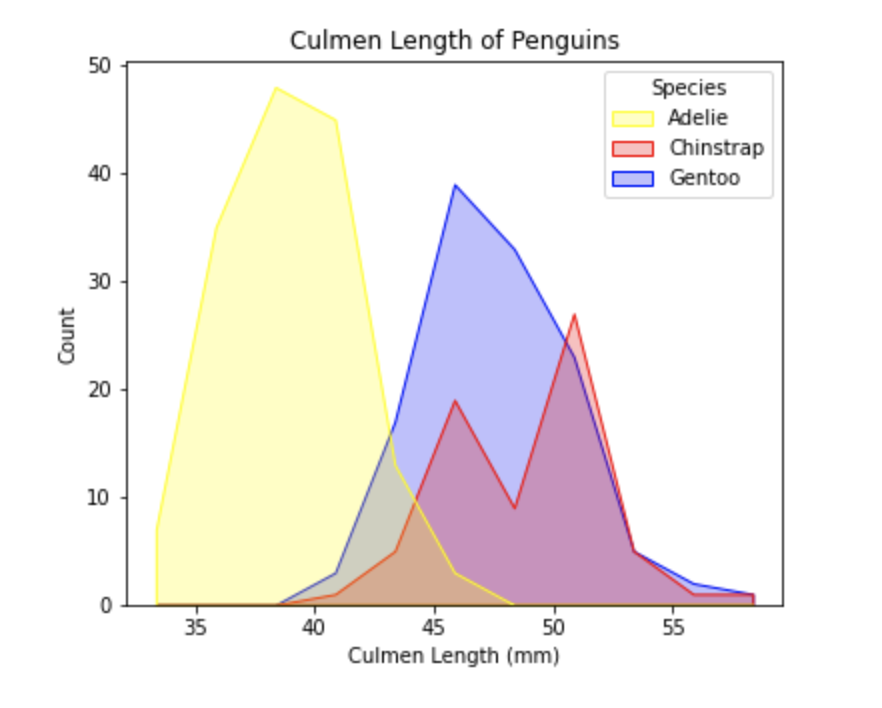 Culmen Length of Penguins
50
40
30
20
10
0
Count
Species
Adelie
Chinstrap
Gentoo
35 40 45 50 55
Culmen Length (mm)